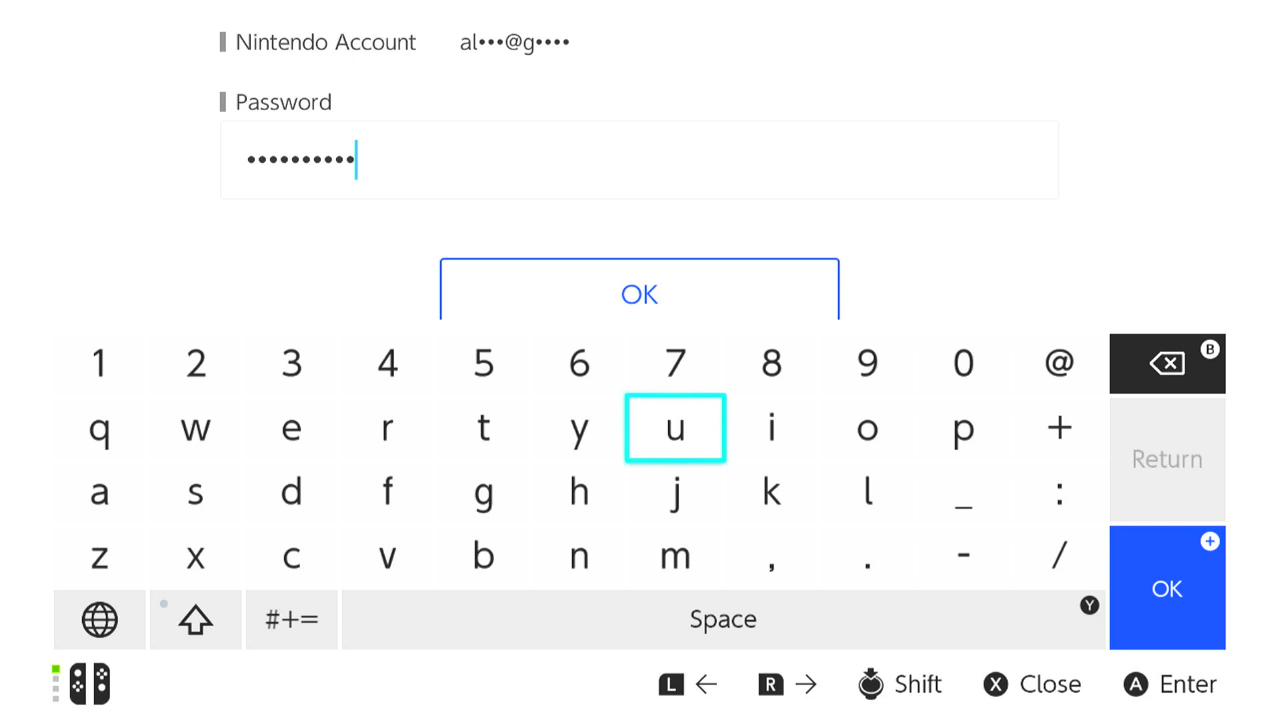 Nintendo Account al•••@g••••
Password
••••••••••
OK
1 2 3 4 5 6 7 8 9 0 @ B
q w e r t y u i o p +
Return
a s d f g h j k l _ :
z x c v b n m , . - /
OK
#+= Space Y
L ← R → Shift X Close A Enter